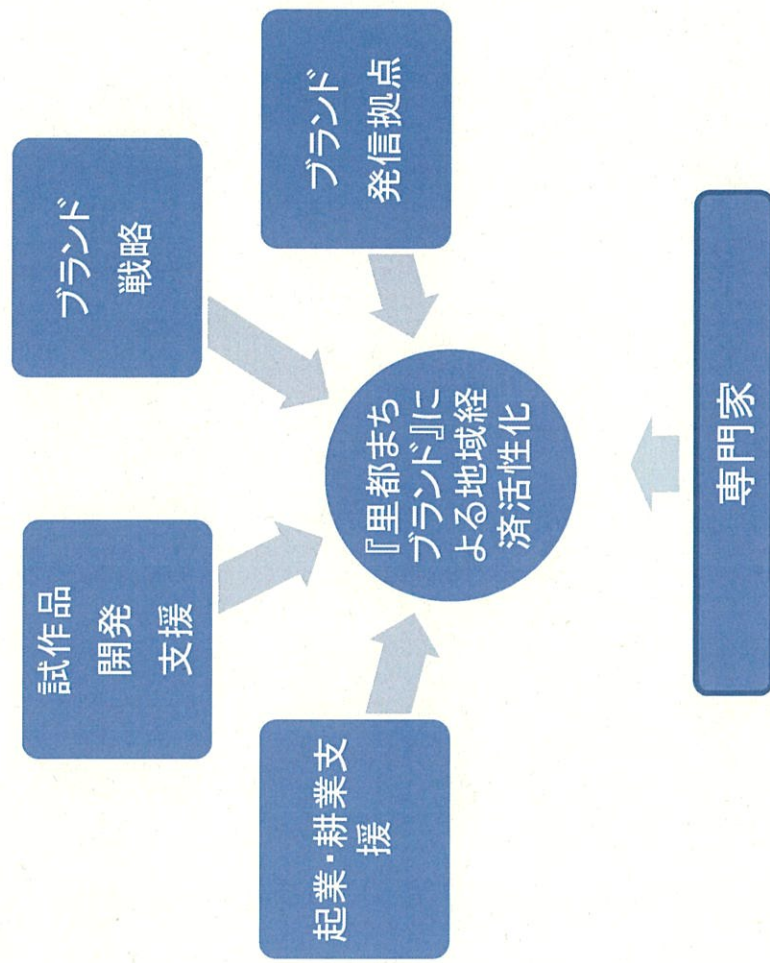 試作品
開発
支援
ブランド
戦略
起業・耕業支
援
ブランド
発信拠点
『里都まち
ブランド』に
よる地域経
済活性化
専門家